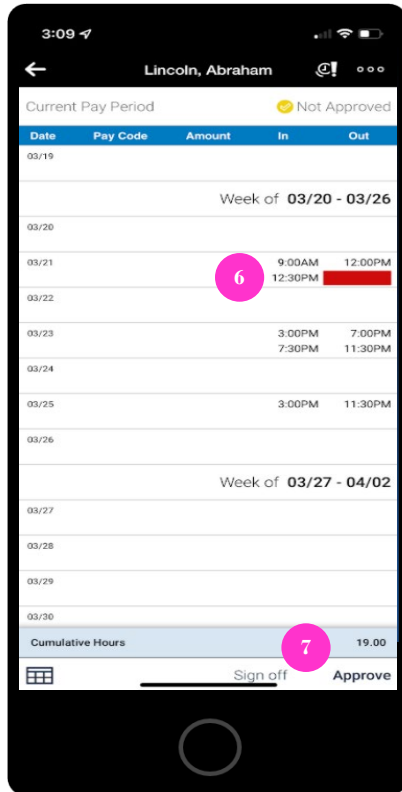 3:09
Lincoln, Abraham
Current Pay Period Not Approved
Date Pay Code Amount In Out
03/19
Week of 03/20 - 03/26
03/20
03/21 9:00AM 12:00PM
6 12:30PM
03/22
03/23 3:00PM 7:00PM
7:30PM 11:30PM
03/24
03/25 3:00PM 11:30PM
03/26
Week of 03/27 - 04/02
03/27
03/28
03/29
03/30
Cumulative Hours 7 19.00
Sign off Approve